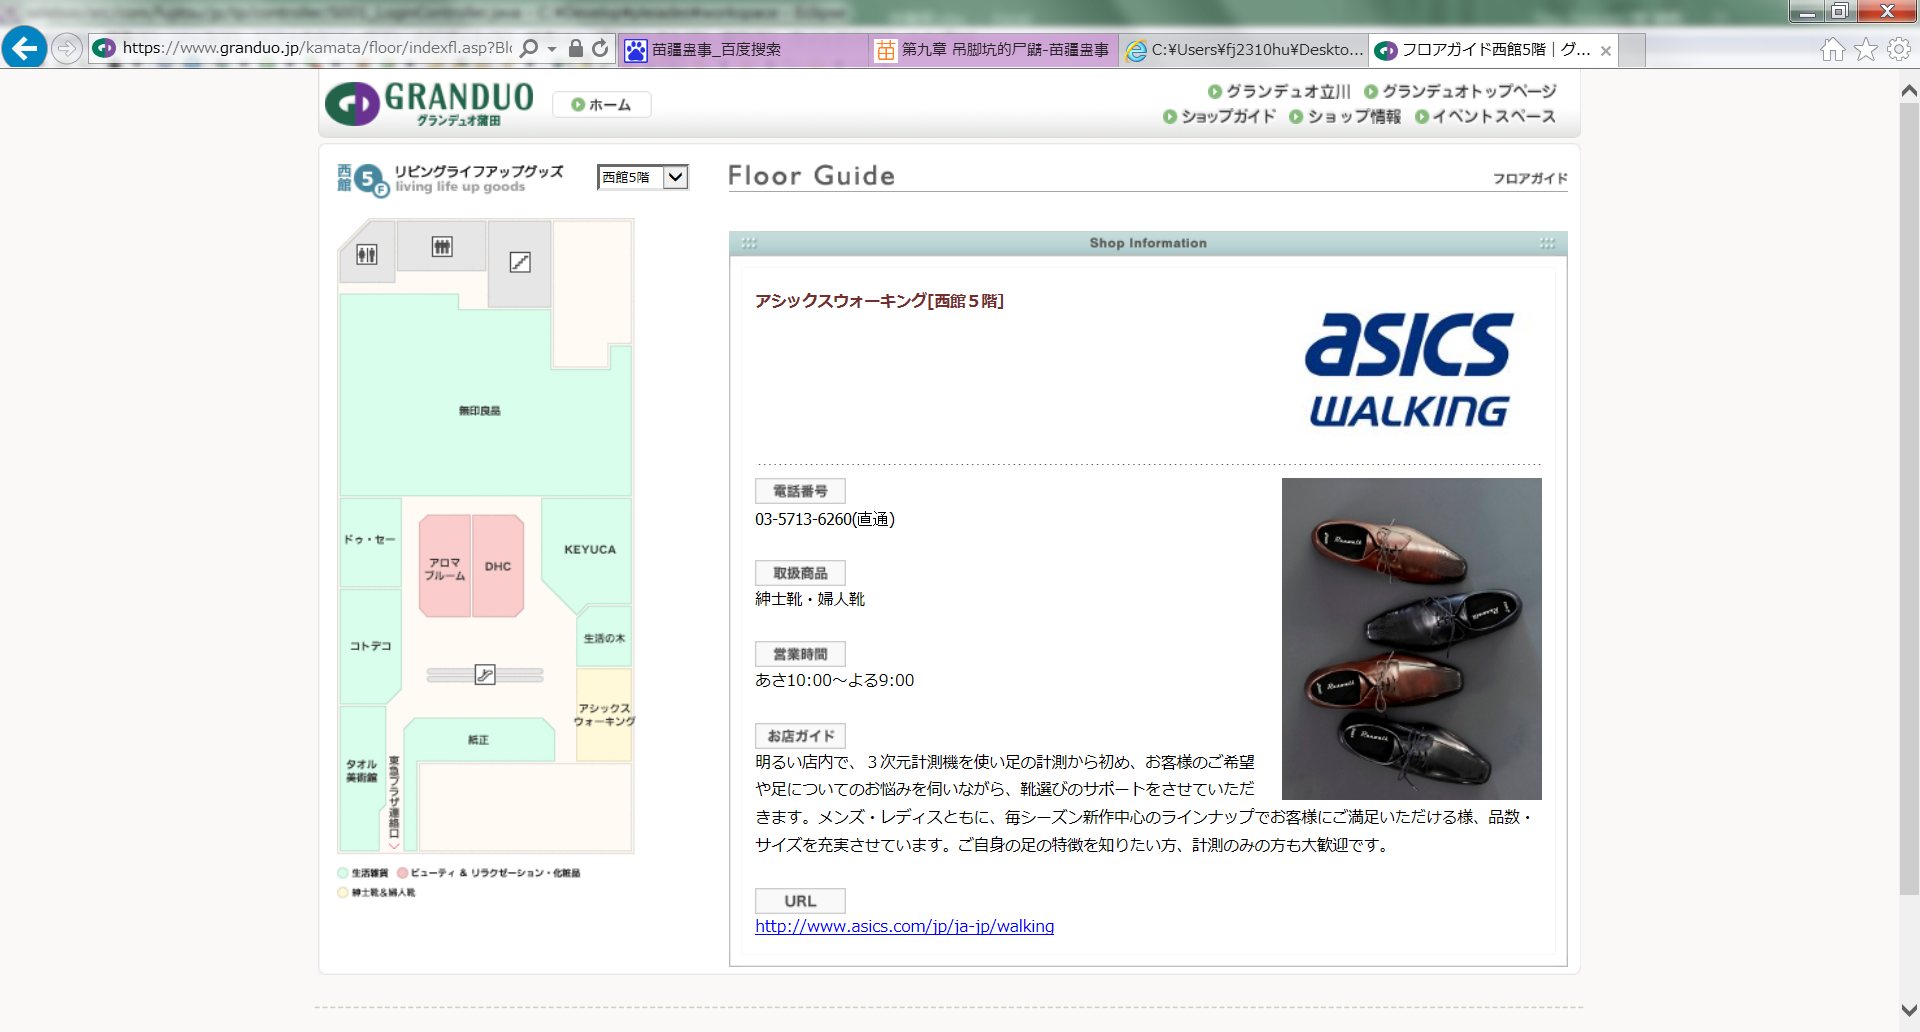 https://www.granduo.jp/kamata/floor/indexfl.asp?Bl
苗疆蛊事_百度搜索
第九章 吊脚坑的尸鼯-苗疆蛊事
C:¥Users¥fj2310hu¥Deskto...
フロアガイド西館5階 | グ...
GRANDUO
グランデュオ蒲田
ホーム
グランデュオ立川 グランデュオトップページ
ショップガイド ショップ情報 イベントスペース
西館 5F
リビングライフアップグッズ
living life up goods
西館5階
Floor Guide
フロアガイド
Shop Information
アシックスウォーキング[西館５階]
asics
WALKING
電話番号
03-5713-6260(直通)
取扱商品
紳士靴・婦人靴
営業時間
あさ10:00～よる9:00
お店ガイド
明るい店内で、３次元計測機を使い足の計測から初め、お客様のご希望
や足についてのお悩みを伺いながら、靴選びのサポートをさせていただ
きます。メンズ・レディスともに、毎シーズン新作中心のラインナップでお客様にご満足いただける様、品数・
サイズを充実させています。ご自身の足の特徴を知りたい方、計測のみの方も大歓迎です。
URL
http://www.asics.com/jp/ja-jp/walking
無印良品
ドゥ・セー
アロマ
ブルーム
DHC
KEYUCA
コトデコ
生活の木
アシックス
ウォーキング
紙正
タオル
美術館
東急プラザ連絡口
生活雑貨 ビューティ ＆ リラクゼーション・化粧品
紳士靴&婦人靴